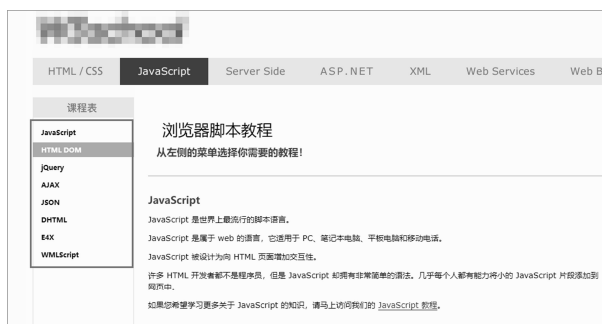 HTML / CSS JavaScript Server Side ASP.NET XML Web Services Web B
课程表
JavaScript
HTML DOM
jQuery
AJAX
JSON
DHTML
E4X
WMLScript
浏览器脚本教程
从左侧的菜单选择你需要的教程！
JavaScript
JavaScript 是世界上最流行的脚本语言。
JavaScript 是属于 web 的语言，它适用于 PC、笔记本电脑、平板电脑和移动电话。
JavaScript 被设计为向 HTML 页面增加交互性。
许多 HTML 开发者都不是程序员，但是 JavaScript 却拥有非常简单的语法。几乎每个人都有能力将小的 JavaScript 片段添加到
网页中。
如果您希望学习更多关于 JavaScript 的知识，请马上访问我们的 JavaScript 教程。